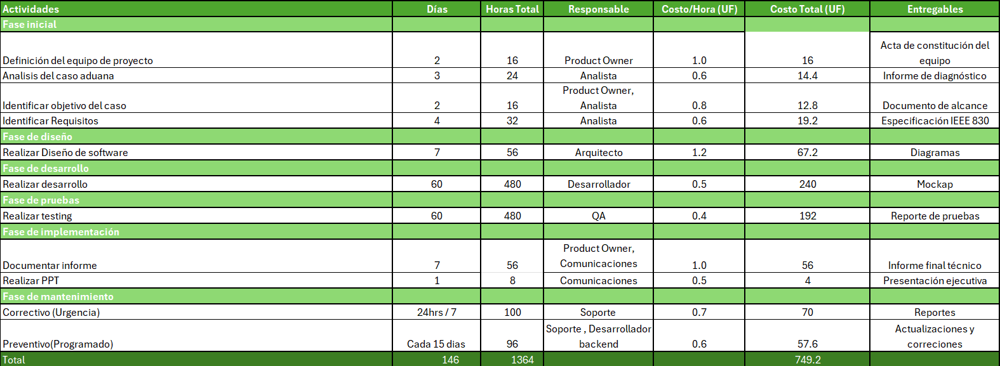 Actividades Días Horas Total Responsable Costo/Hora (UF) Costo Total (UF) Entregables
Fase inicial
Definición del equipo de proyecto 2 16 Product Owner 1.0 16 Acta de constitución del equipo
Analisis del caso aduana 3 24 Analista 0.6 14.4 Informe de diagnóstico
Identificar objetivo del caso 2 16 Product Owner, Analista 0.8 12.8 Documento de alcance
Identificar Requisitos 4 32 Analista 0.6 19.2 Especificación IEEE 830
Fase de diseño
Realizar Diseño de software 7 56 Arquitecto 1.2 67.2 Diagramas
Fase de desarrollo
Realizar desarrollo 60 480 Desarrollador 0.5 240 Mockap
Fase de pruebas
Realizar testing 60 480 QA 0.4 192 Reporte de pruebas
Fase de implementación
Documentar informe 7 56 Product Owner, Comunicaciones 1.0 56 Informe final técnico
Realizar PPT 1 8 Comunicaciones 0.5 4 Presentación ejecutiva
Fase de mantenimiento
Correctivo (Urgencia) 24hrs / 7 100 Soporte 0.7 70 Reportes
Preventivo(Programado) Cada 15 dias 96 Soporte , Desarrollador backend 0.6 57.6 Actualizaciones y correciones
Total 146 1364 749.2